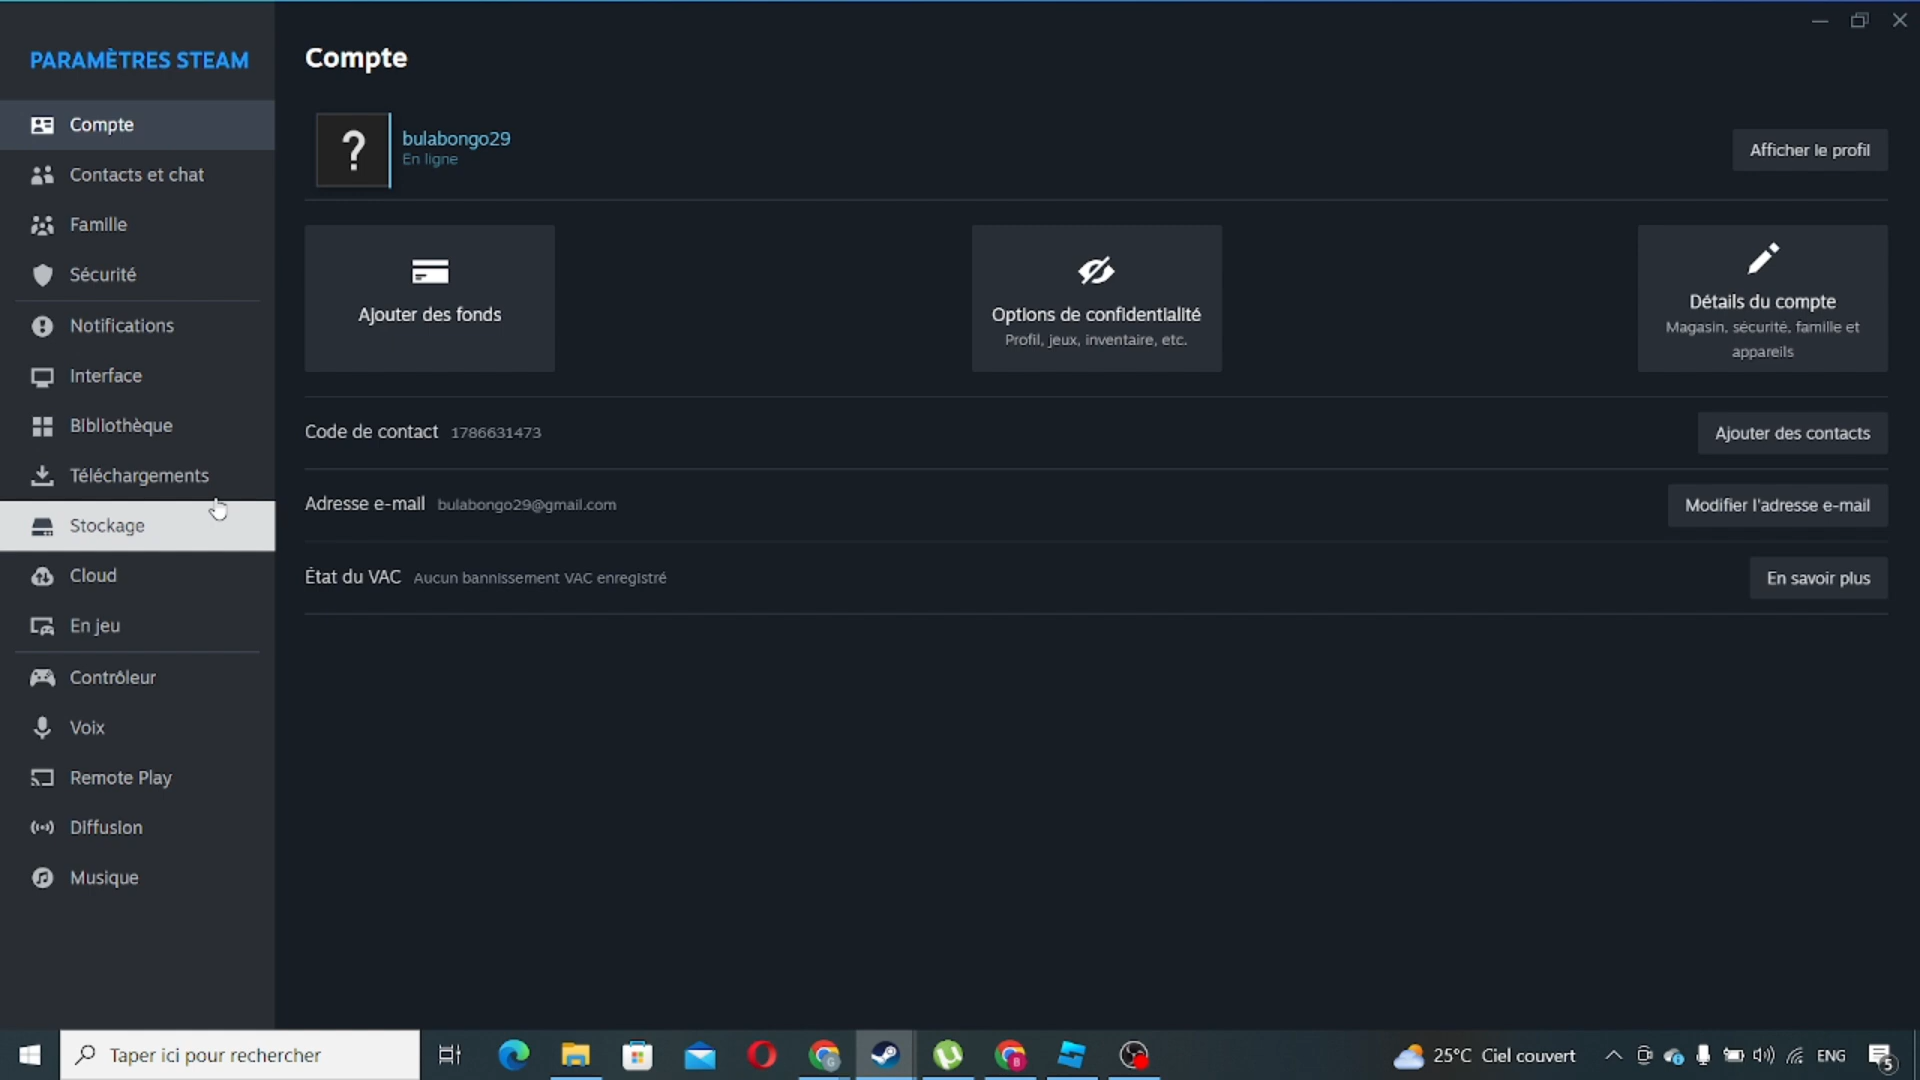 PARAMÈTRES STEAM
Compte
Contacts et chat
Famille
Sécurité
Notifications
Interface
Bibliothèque
Téléchargements
Stockage
Cloud
En jeu
Contrôleur
Voix
Remote Play
Diffusion
Musique
Compte
?
bulabongo29
En ligne
Afficher le profil
Ajouter des fonds
Options de confidentialité
Profil, jeux, inventaire, etc.
Détails du compte
Magasin, sécurité, famille et
appareils
Code de contact 1786631473
Ajouter des contacts
Adresse e-mail bulabongo29@gmail.com
Modifier l'adresse e-mail
État du VAC Aucun bannissement VAC enregistré
En savoir plus
Taper ici pour rechercher
25°C Ciel couvert
ENG
5